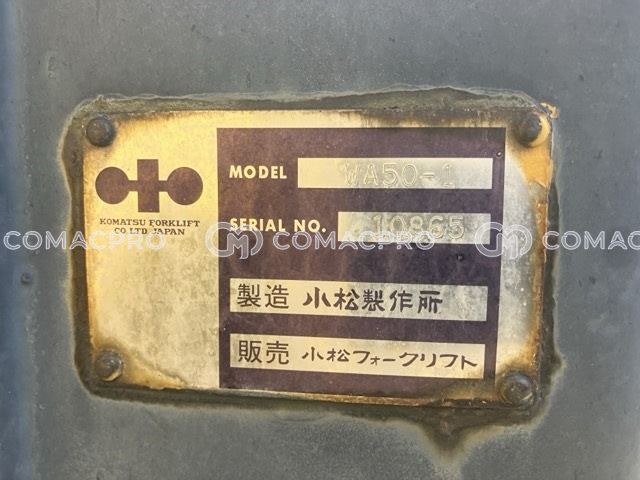 KOMATSU FORKLIFT
CO LTD JAPAN
MODEL WA50-1
SERIAL NO. 10865
製造 小松製作所
販売 小松フォークリフト
COMACPRO COMACPRO COMACPRO